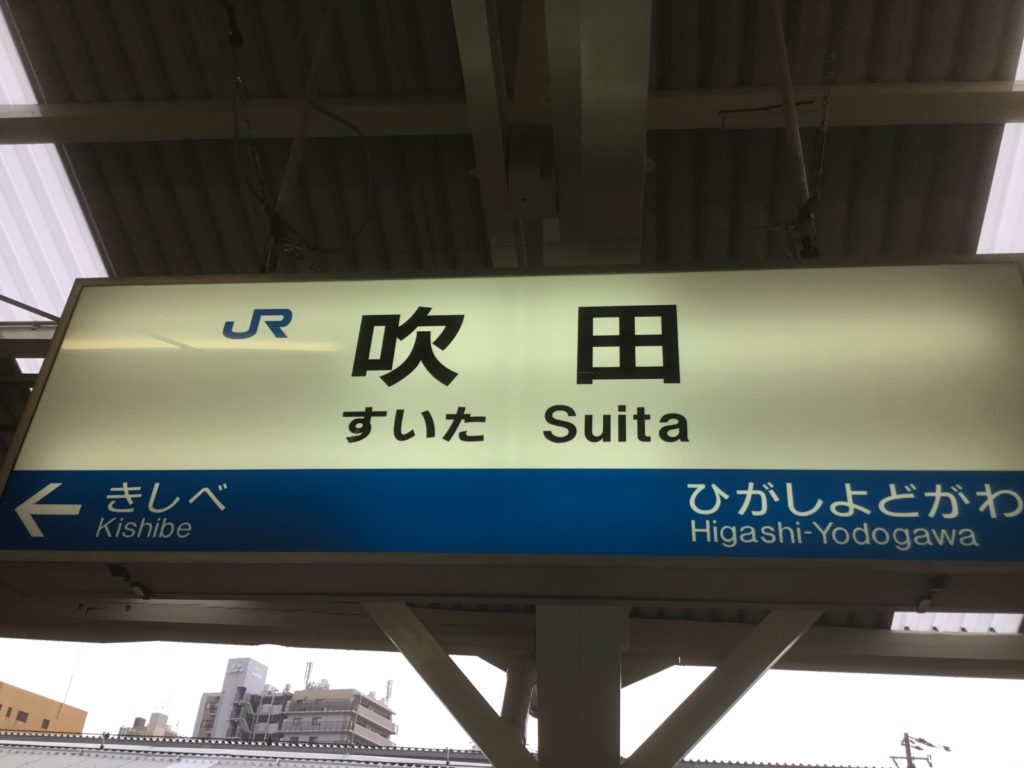 JR 吹田
すいた Suita
← きしべ ひがしよどがわ
Kishibe Higashi-Yodogawa